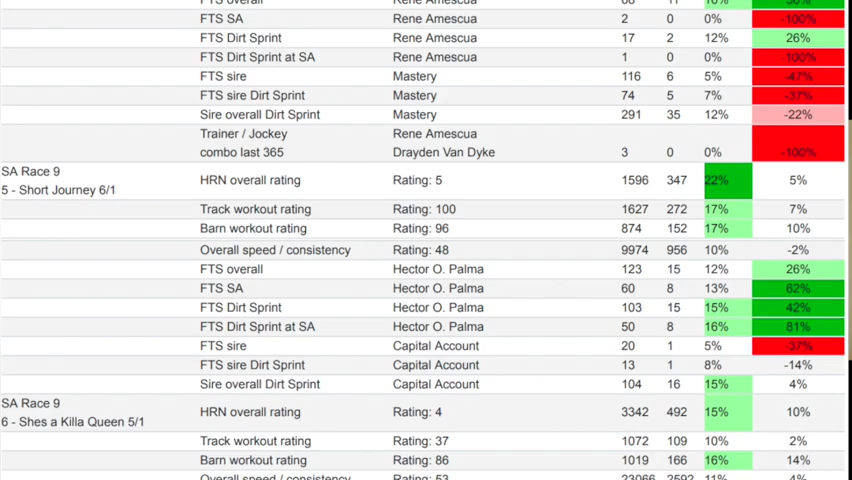 FTS overall Rene Amescua 68 11 16% 58%
FTS SA Rene Amescua 2 0 0% -100%
FTS Dirt Sprint Rene Amescua 17 2 12% 26%
FTS Dirt Sprint at SA Rene Amescua 1 0 0% -100%
FTS sire Mastery 116 6 5% -47%
FTS sire Dirt Sprint Mastery 74 5 7% -37%
Sire overall Dirt Sprint Mastery 291 35 12% -22%
Trainer / Jockey Rene Amescua
combo last 365 Drayden Van Dyke 3 0 0% -100%
SA Race 9
5 - Short Journey 6/1
HRN overall rating Rating: 5 1596 347 22% 5%
Track workout rating Rating: 100 1627 272 17% 7%
Barn workout rating Rating: 96 874 152 17% 10%
Overall speed / consistency Rating: 48 9974 956 10% -2%
FTS overall Hector O. Palma 123 15 12% 26%
FTS SA Hector O. Palma 60 8 13% 62%
FTS Dirt Sprint Hector O. Palma 103 15 15% 42%
FTS Dirt Sprint at SA Hector O. Palma 50 8 16% 81%
FTS sire Capital Account 20 1 5% -37%
FTS sire Dirt Sprint Capital Account 13 1 8% -14%
Sire overall Dirt Sprint Capital Account 104 16 15% 4%
SA Race 9
6 - Shes a Killa Queen 5/1
HRN overall rating Rating: 4 3342 492 15% 10%
Track workout rating Rating: 37 1072 109 10% 2%
Barn workout rating Rating: 86 1019 166 16% 14%
Overall speed / consistency Rating: 53 23066 2592 11% 4%